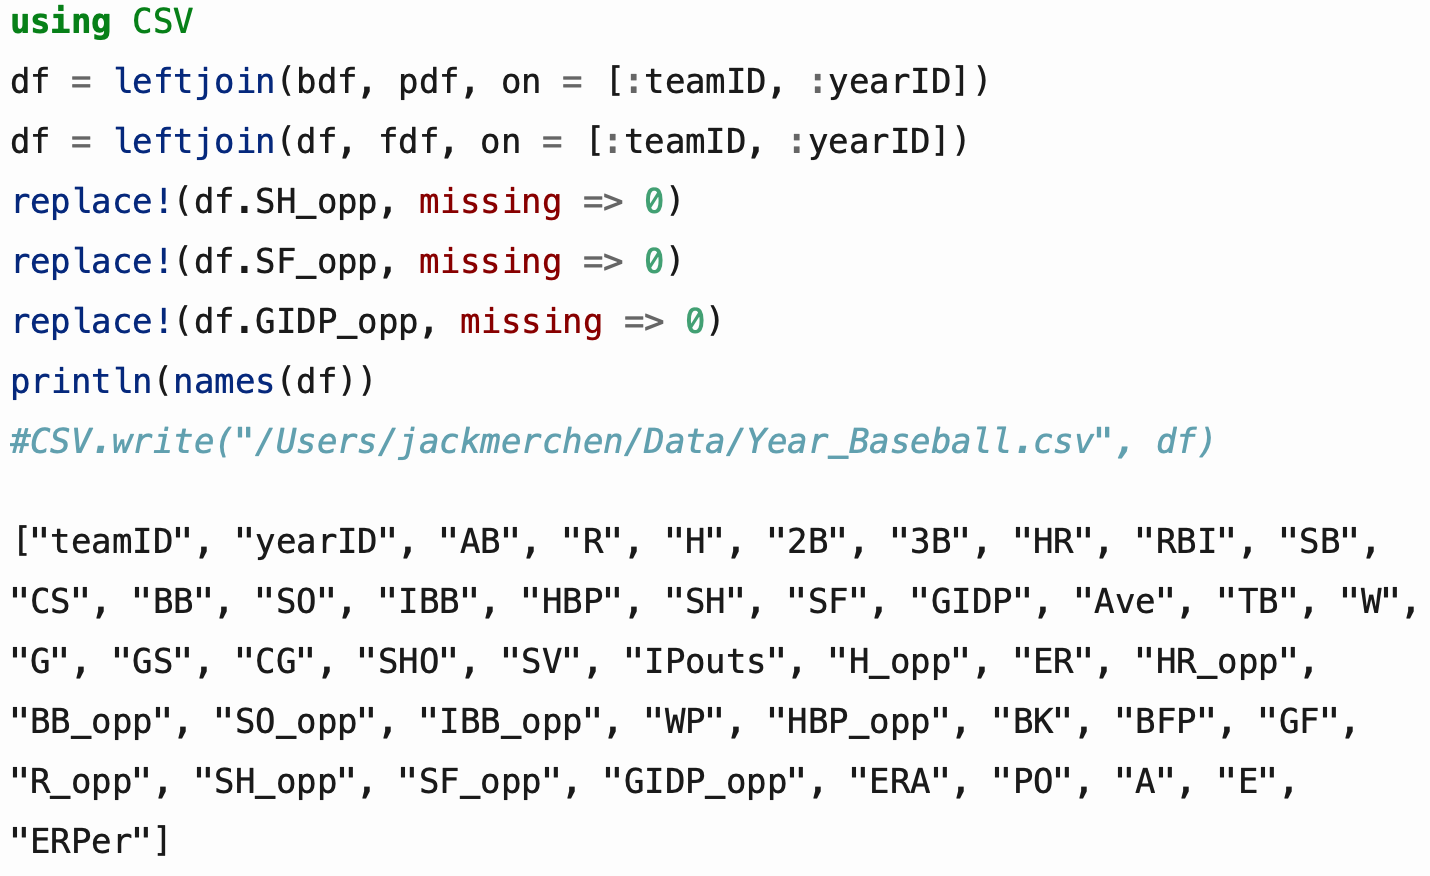 using CSV
df = leftjoin(bdf, pdf, on = [:teamID, :yearID])
df = leftjoin(df, fdf, on = [:teamID, :yearID])
replace!(df.SH_opp, missing => 0)
replace!(df.SF_opp, missing => 0)
replace!(df.GIDP_opp, missing => 0)
println(names(df))
#CSV.write("/Users/jackmerchen/Data/Year_Baseball.csv", df)
["teamID", "yearID", "AB", "R", "H", "2B", "3B", "HR", "RBI", "SB",
"CS", "BB", "SO", "IBB", "HBP", "SH", "SF", "GIDP", "Ave", "TB", "W",
"G", "GS", "CG", "SHO", "SV", "IPouts", "H_opp", "ER", "HR_opp",
"BB_opp", "SO_opp", "IBB_opp", "WP", "HBP_opp", "BK", "BFP", "GF",
"R_opp", "SH_opp", "SF_opp", "GIDP_opp", "ERA", "PO", "A", "E",
"ERPer"]